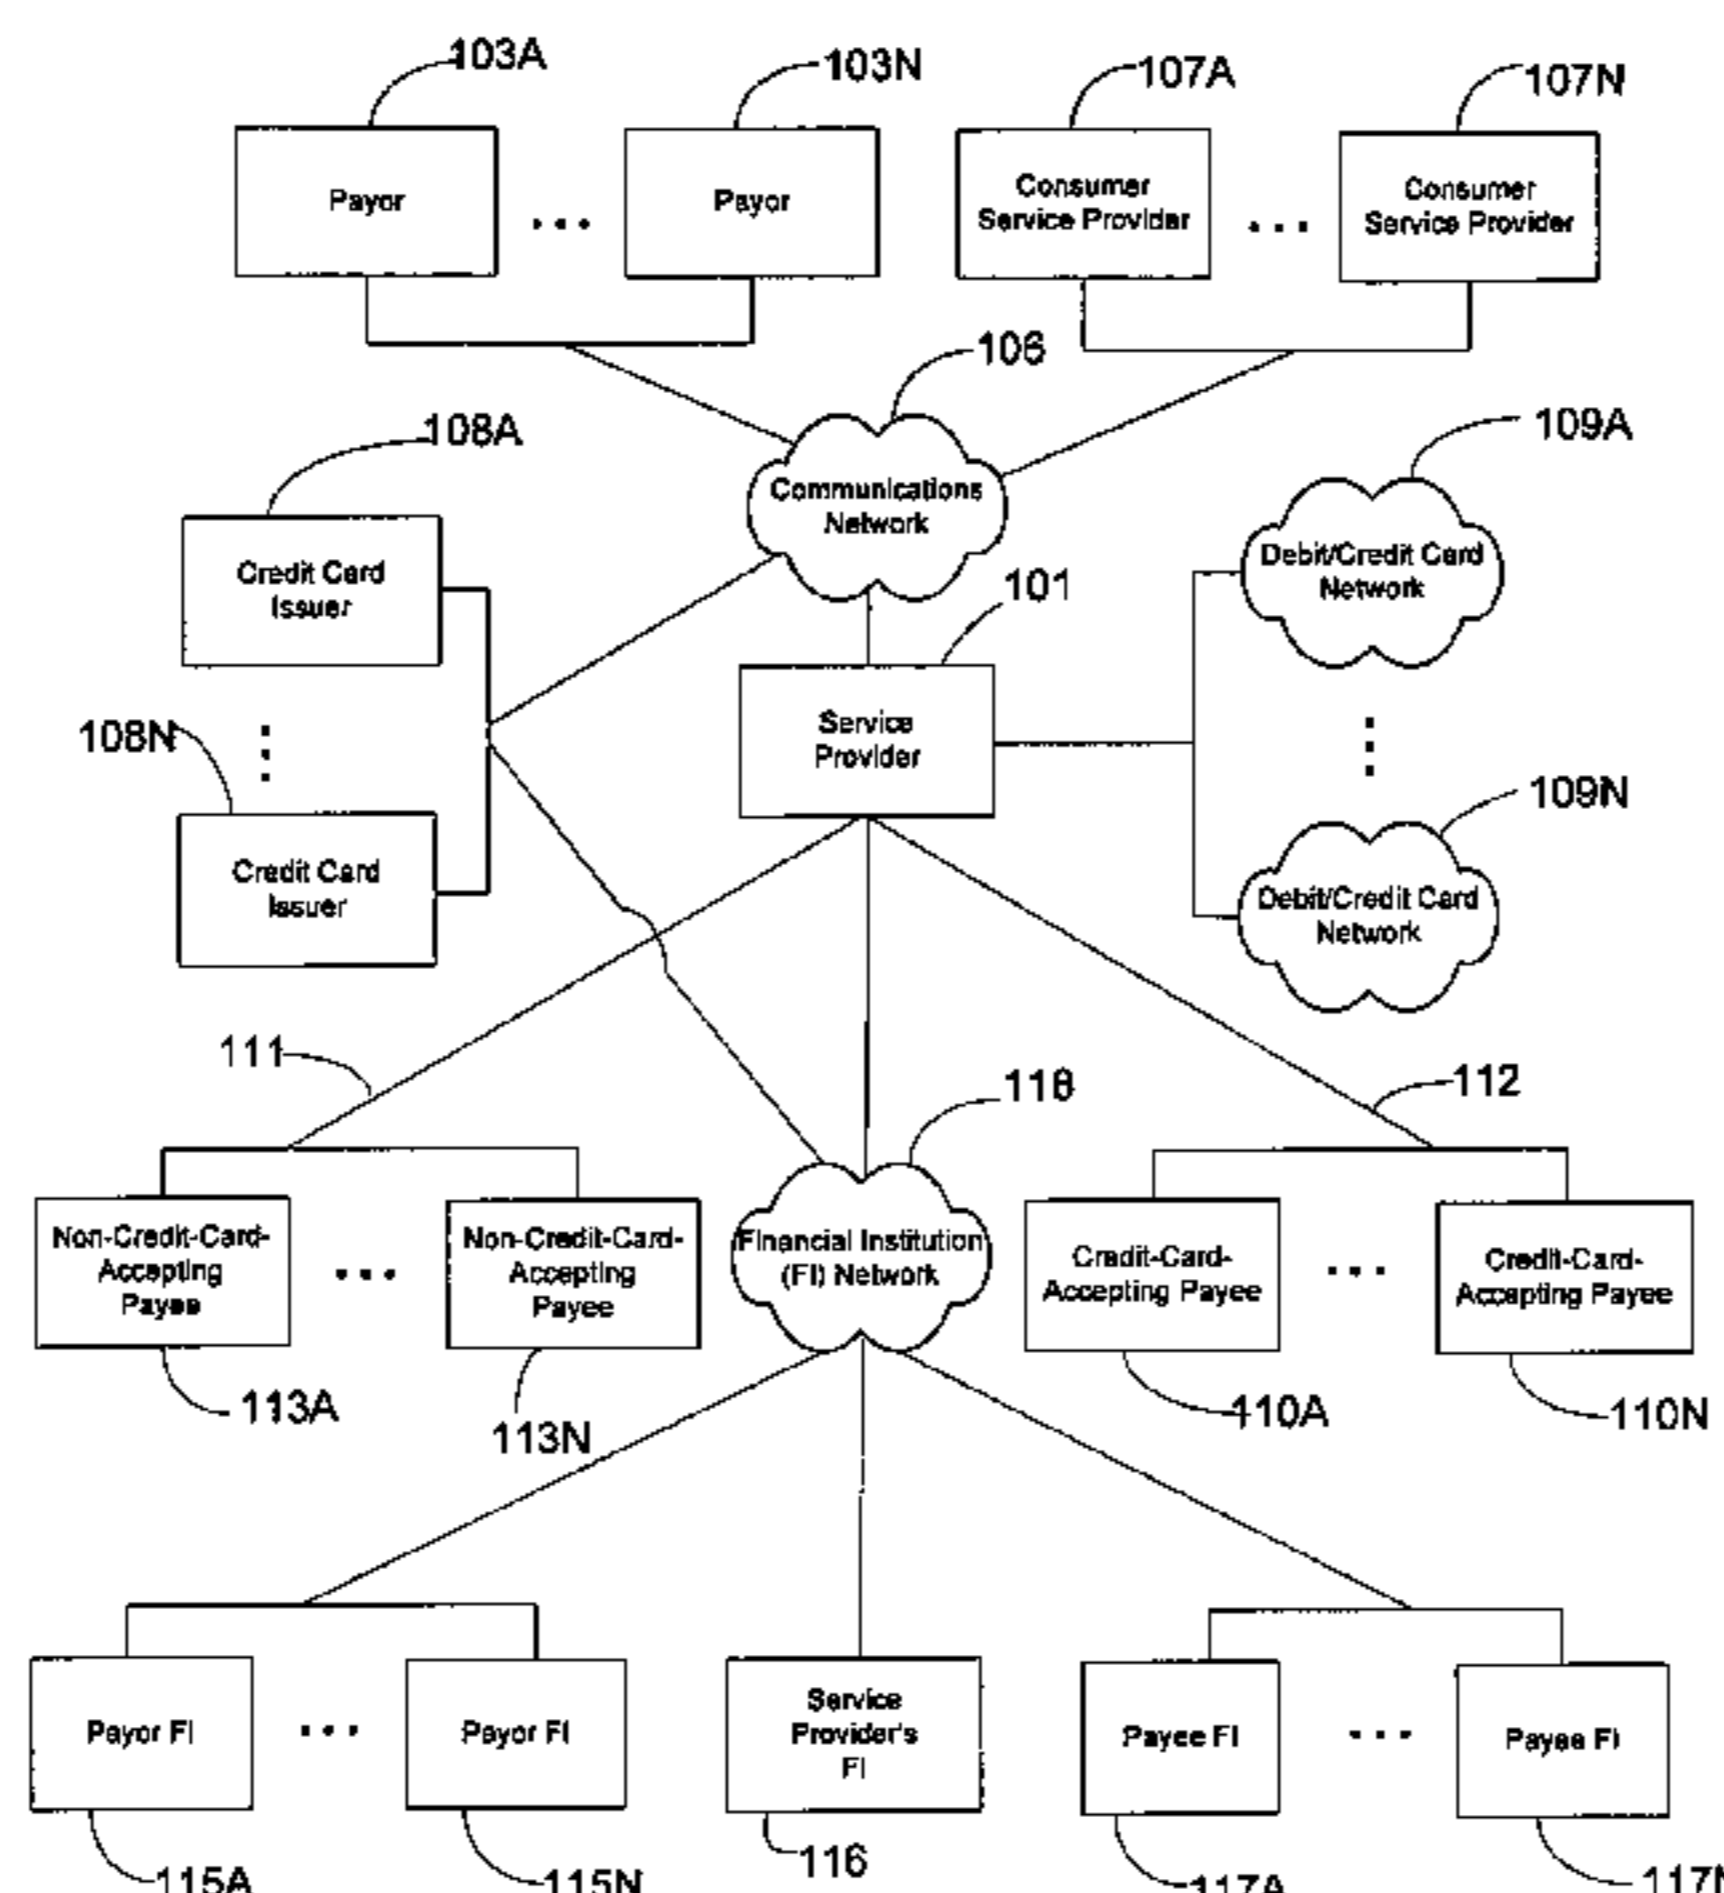 103A
103N
107A
107N
Payor
Payor
Consumer
Service Provider
Consumer
Service Provider
106
108A
109A
Communications
Network
Credit Card
Issuer
101
Debit/Credit Card
Network
108N
Service
Provider
109N
Credit Card
Issuer
Debit/Credit Card
Network
111
118
112
Non-Credit-Card-
Accepting
Payee
Non-Credit-Card-
Accepting
Payee
Financial Institution
(FI) Network
Credit-Card-
Accepting Payee
Credit-Card-
Accepting Payee
113A
113N
110A
110N
Payor FI
Payor FI
Service
Provider's
FI
Payee FI
Payee FI
115A
115N
116
117A
117N